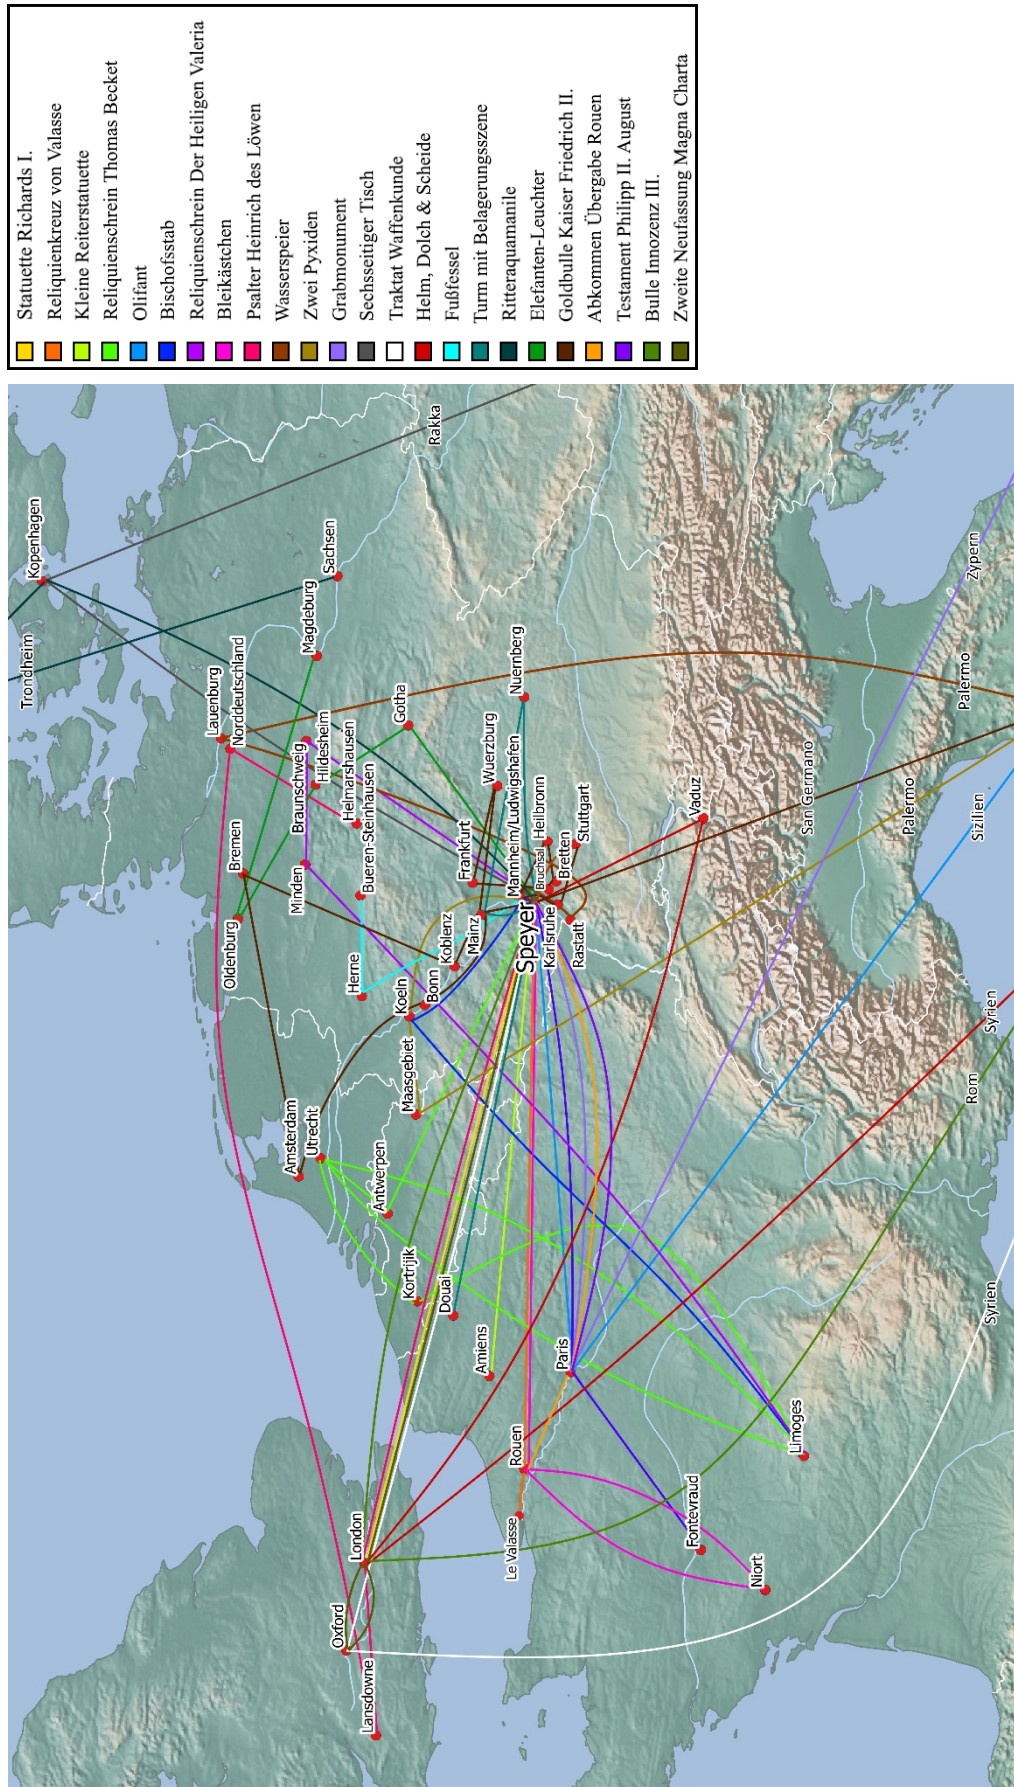 Statuette Richards I.
Reliquienkreuz von Valasse
Kleine Reiterstatuette
Reliquienschrein Thomas Becket
Olifant
Bischofsstab
Reliquienschrein Der Heiligen Valeria
Bleikästchen
Psalter Heinrich des Löwen
Wasserspeier
Zwei Pyxiden
Grabmonument
Sechsseitiger Tisch
Traktat Waffenkunde
Helm, Dolch & Scheide
Fußfessel
Turm mit Belagerungsszene
Ritteraquamanile
Elefanten-Leuchter
Goldbulle Kaiser Friedrich II.
Abkommen Übergabe Rouen
Testament Philipp II. August
Bulle Innozenz III.
Zweite Neufassung Magna Charta
Trondheim
Kopenhagen
Rakka
Lauenburg
Norddeutschland
Magdeburg
Sachsen
Bremen
Oldenburg
Braunschweig
Hildesheim
Minden
Helmarshausen
Bueren-Steinhausen
Gotha
Herne
Amsterdam
Utrecht
Koeln
Bonn
Koblenz
Mainz
Frankfurt
Wuerzburg
Nuernberg
Mannheim/Ludwigshafen
Heilbronn
Bruchsal
Bretten
Stuttgart
Speyer
Karlsruhe
Rastatt
Maasgebiet
Antwerpen
Kortrijik
Douai
Amiens
Paris
Rouen
Le Valasse
London
Oxford
Lansdowne
Fontevraud
Niort
Limoges
Vaduz
San Germano
Palermo
Palermo
Zypern
Sizilien
Syrien
Rom
Syrien